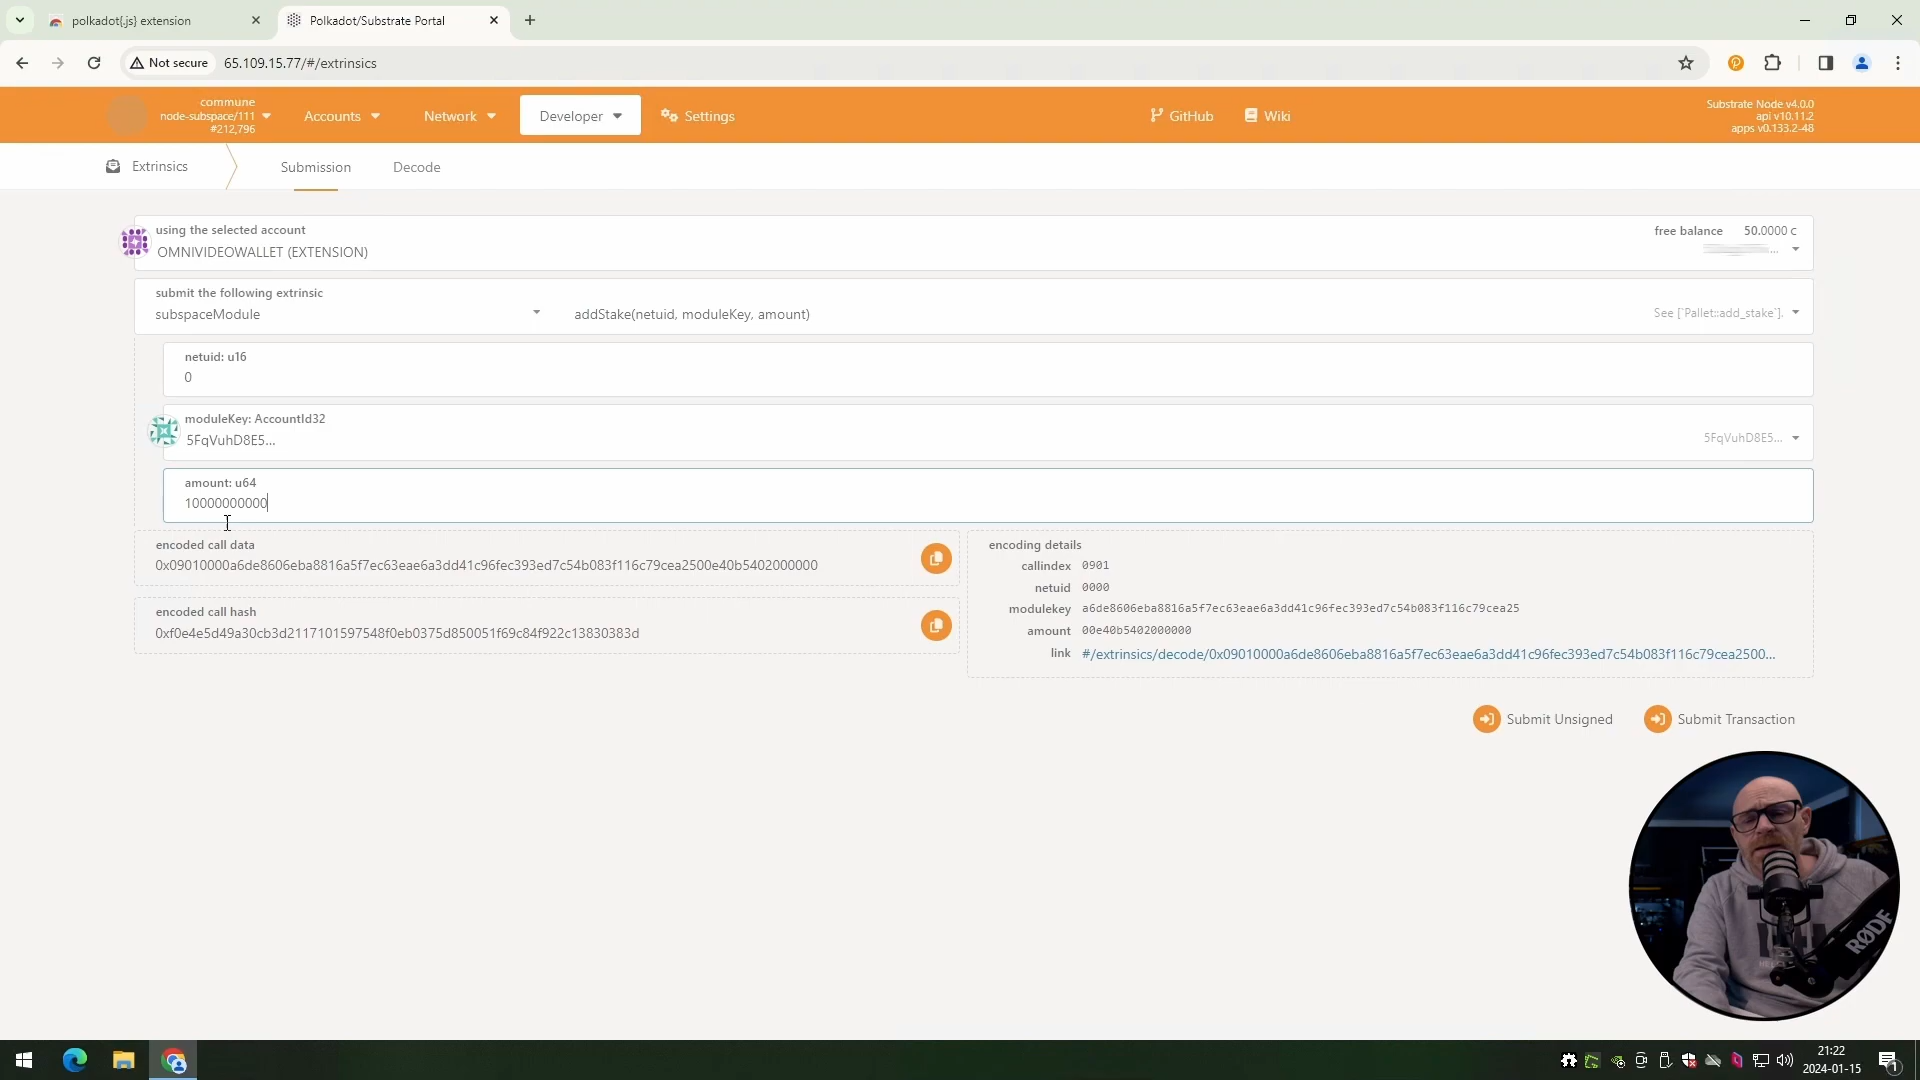 polkadot{.js} extension
Polkadot/Substrate Portal
Not secure
65.109.15.77/#/extrinsics
commune
node-subspace/111
#212,796
Accounts
Network
Developer
Settings
GitHub
Wiki
Substrate Node v4.0.0
api v10.11.2
apps v0.133.2-48
Extrinsics
Submission
Decode
using the selected account
OMNIVIDEOWALLET (EXTENSION)
free balance 50.0000 c
submit the following extrinsic
subspaceModule
addStake(netuid, moduleKey, amount)
See [`Pallet::add_stake`].
netuid: u16
0
moduleKey: AccountId32
5FqVuhD8E5...
5FqVuhD8E5...
amount: u64
10000000000
encoded call data
0x09010000a6de8606eba8816a5f7ec63eae6a3dd41c96fec393ed7c54b083f116c79cea2500e40b5402000000
encoded call hash
0xf0e4e5d49a30cb3d2117101597548f0eb0375d850051f69c84f922c13830383d
encoding details
callindex 0901
netuid 0000
modulekey a6de8606eba8816a5f7ec63eae6a3dd41c96fec393ed7c54b083f116c79cea25
amount 00e40b5402000000
link #/extrinsics/decode/0x09010000a6de8606eba8816a5f7ec63eae6a3dd41c96fec393ed7c54b083f116c79cea2500...
Submit Unsigned
Submit Transaction
RØDE
21:22
2024-01-15
1